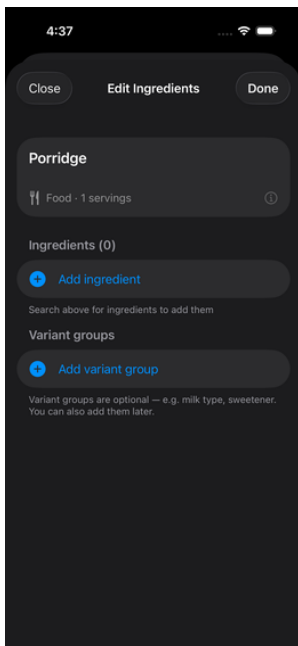 4:37
Close
Edit Ingredients
Done
Porridge
Food · 1 servings
Ingredients (0)
Add ingredient
Search above for ingredients to add them
Variant groups
Add variant group
Variant groups are optional — e.g. milk type, sweetener.
You can also add them later.